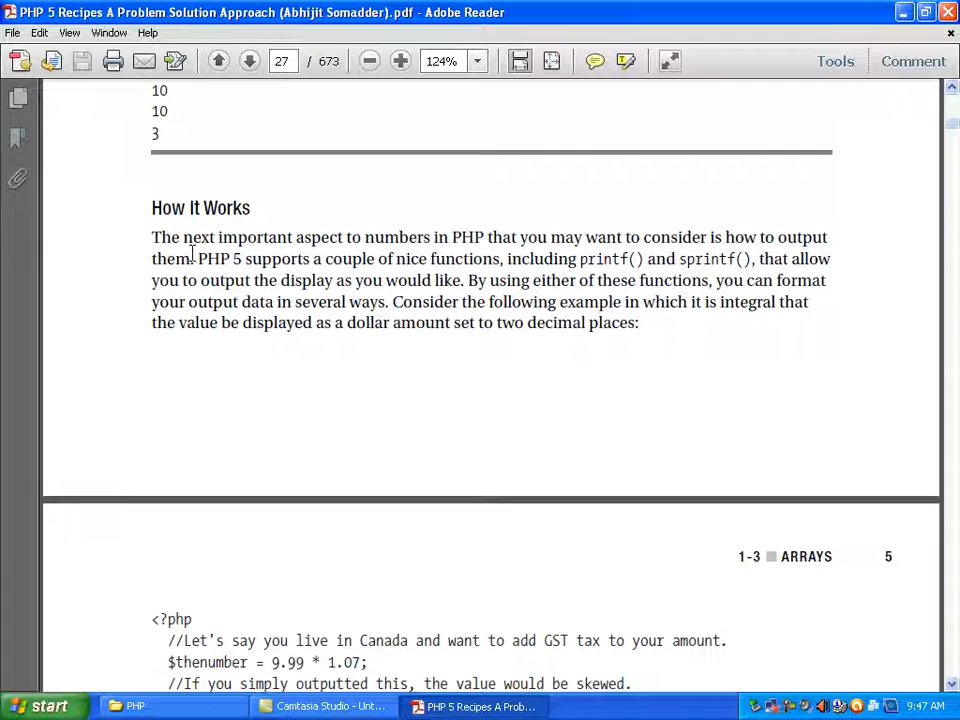 PHP 5 Recipes A Problem Solution Approach (Abhijit Somadder).pdf - Adobe Reader
File Edit View Window Help
27 / 673 124% Tools Comment
10
10
3
How It Works
The next important aspect to numbers in PHP that you may want to consider is how to output
them. PHP 5 supports a couple of nice functions, including printf() and sprintf(), that allow
you to output the display as you would like. By using either of these functions, you can format
your output data in several ways. Consider the following example in which it is integral that
the value be displayed as a dollar amount set to two decimal places:
1-3 ARRAYS 5
<?php
//Let's say you live in Canada and want to add GST tax to your amount.
$thenumber = 9.99 * 1.07;
//If you simply outputted this, the value would be skewed.
start PHP Camtasia Studio - Unt... PHP 5 Recipes A Prob... 9:47 AM